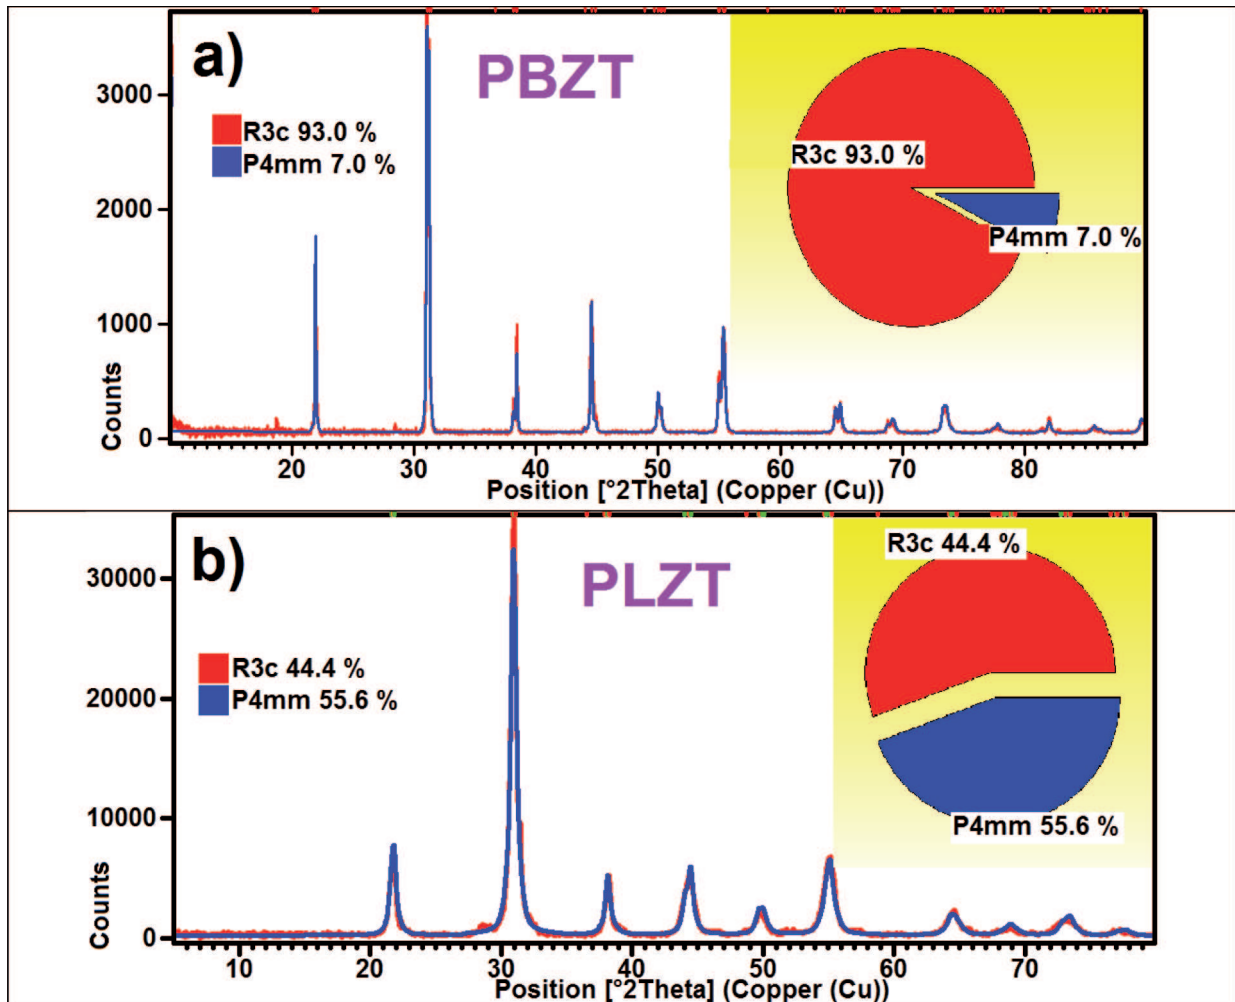 a)
PBZT
R3c 93.0 %
P4mm 7.0 %
R3c 93.0 %
P4mm 7.0 %
3000
2000
1000
0
Counts
20 30 40 50 60 70 80
Position [°2Theta] (Copper (Cu))
b)
PLZT
R3c 44.4 %
P4mm 55.6 %
R3c 44.4 %
P4mm 55.6 %
30000
20000
10000
0
Counts
10 20 30 40 50 60 70
Position [°2Theta] (Copper (Cu))